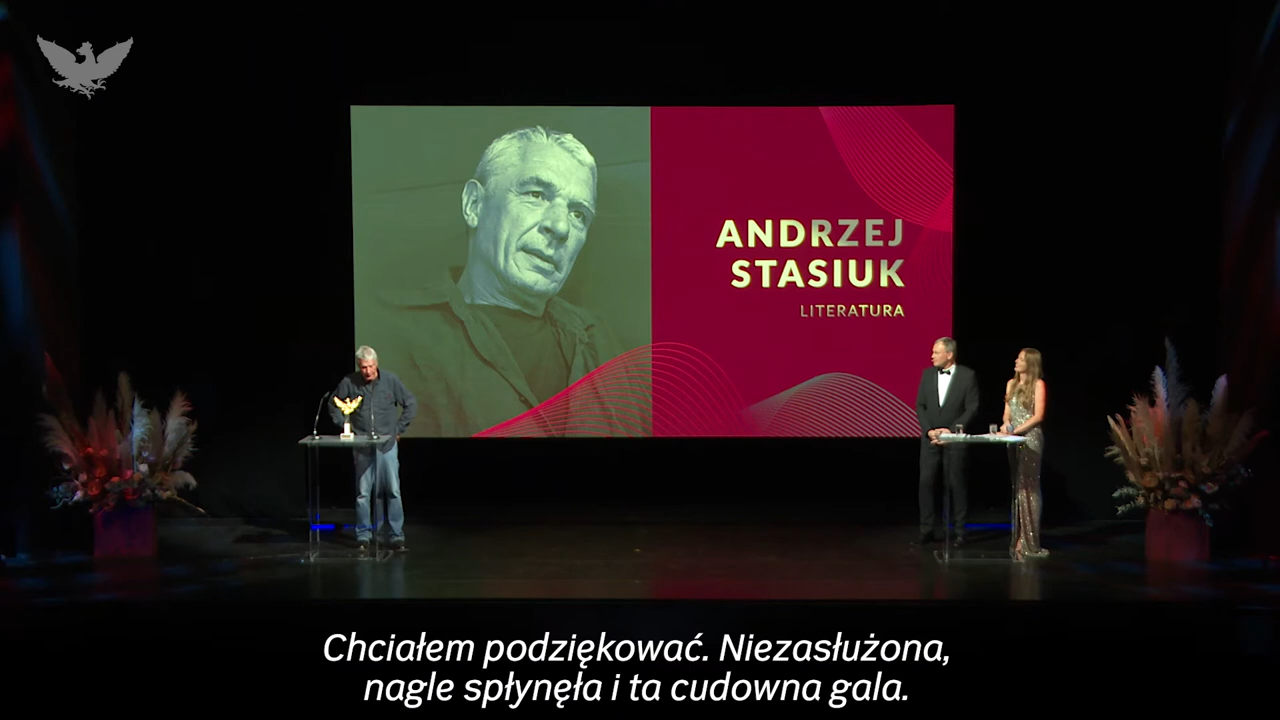 ANDRZEJ
STASIUK
LITERATURA
Chciałem podziękować. Niezasłużona,
nagle spłynęła i ta cudowna gala.